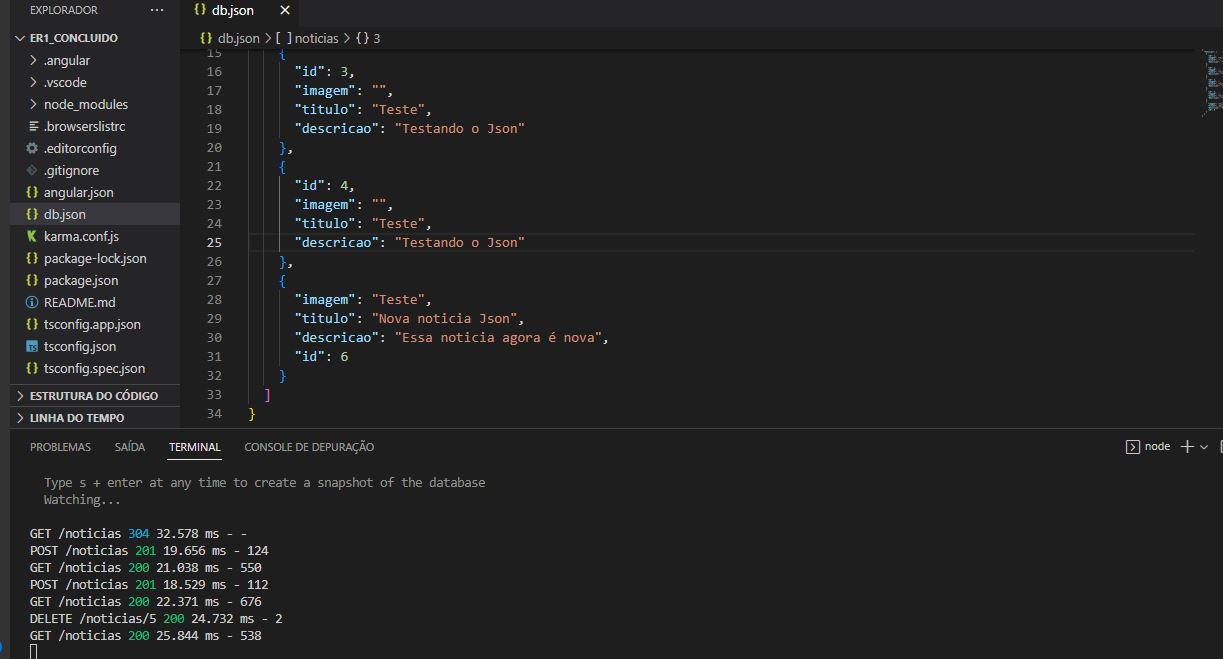 EXPLORADOR ...
ER1_CONCLUIDO
.angular
.vscode
node_modules
.browserslistrc
.editorconfig
.gitignore
angular.json
db.json
karma.conf.js
package-lock.json
package.json
README.md
tsconfig.app.json
tsconfig.json
tsconfig.spec.json
ESTRUTURA DO CÓDIGO
LINHA DO TEMPO
{} db.json ×
{} db.json > [ ] noticias > {} 3
15 {
16 "id": 3,
17 "imagem": "",
18 "titulo": "Teste",
19 "descricao": "Testando o Json"
20 },
21 {
22 "id": 4,
23 "imagem": "",
24 "titulo": "Teste",
25 "descricao": "Testando o Json"
26 },
27 {
28 "imagem": "Teste",
29 "titulo": "Nova noticia Json",
30 "descricao": "Essa noticia agora é nova",
31 "id": 6
32 }
33 ]
34 }
PROBLEMAS SAÍDA TERMINAL CONSOLE DE DEPURAÇÃO node
Type s + enter at any time to create a snapshot of the database
Watching...
GET /noticias 304 32.578 ms - -
POST /noticias 201 19.656 ms - 124
GET /noticias 200 21.038 ms - 550
POST /noticias 201 18.529 ms - 112
GET /noticias 200 22.371 ms - 676
DELETE /noticias/5 200 24.732 ms - 2
GET /noticias 200 25.844 ms - 538